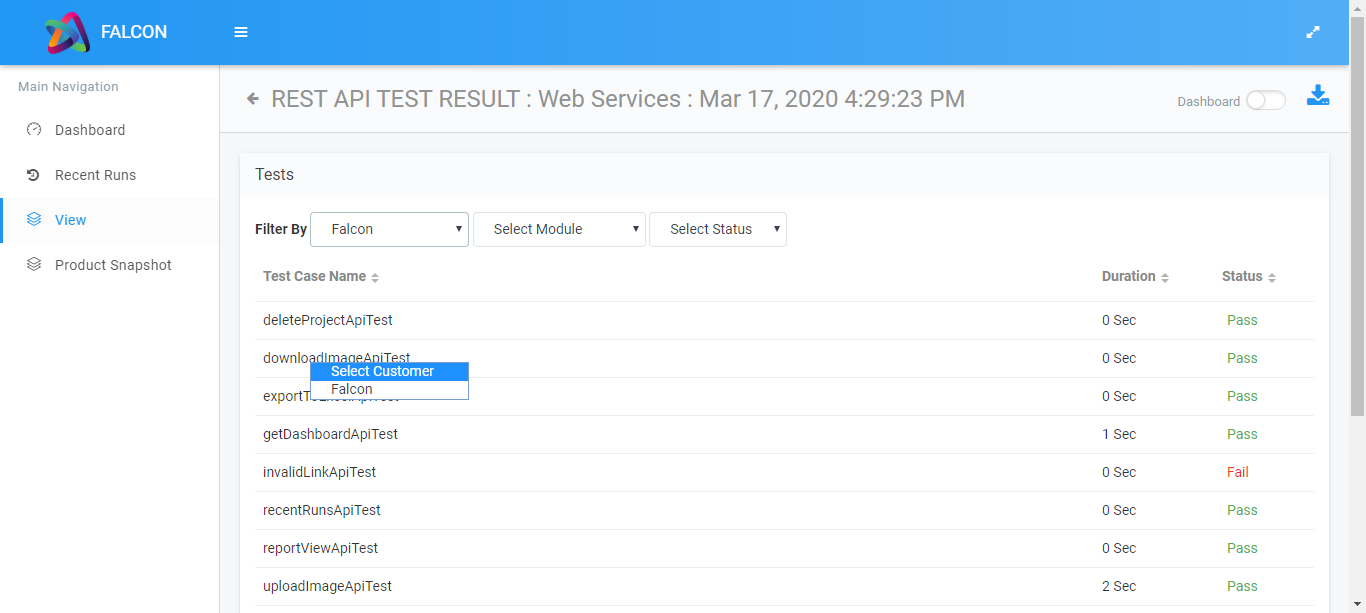 FALCON
Main Navigation
Dashboard
Recent Runs
View
Product Snapshot
REST API TEST RESULT : Web Services : Mar 17, 2020 4:29:23 PM
Dashboard
Tests
Filter By Falcon Select Module Select Status
Test Case Name Duration Status
deleteProjectApiTest 0 Sec Pass
downloadImageApiTest 0 Sec Pass
Select Customer
Falcon
0 Sec Pass
getDashboardApiTest 1 Sec Pass
invalidLinkApiTest 0 Sec Fail
recentRunsApiTest 0 Sec Pass
reportViewApiTest 0 Sec Pass
uploadImageApiTest 2 Sec Pass